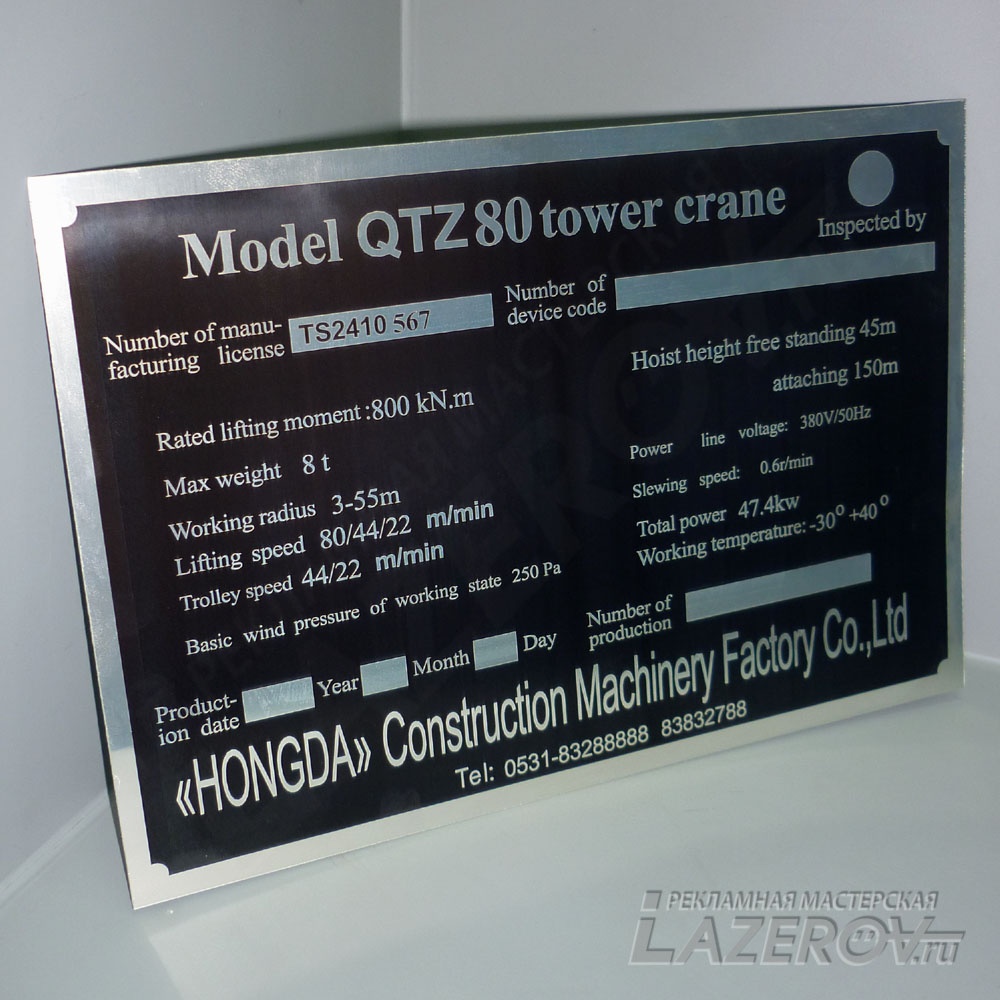 Model QTZ80 tower crane
Inspected by
Number of manu-
facturing license
TS2410 567
Number of
device code
Hoist height free standing 45m
attaching 150m
Rated lifting moment:800 kN.m
Max weight 8 t
Working radius 3-55m
Lifting speed 80/44/22 m/min
Trolley speed 44/22 m/min
Basic wind pressure of working state 250 Pa
Power line voltage: 380V/50Hz
Slewing speed: 0.6r/min
Total power 47.4kw
Working temperature: -30° +40°
Number of
production
Product-
ion date
Year
Month
Day
«HONGDA» Construction Machinery Factory Co.,Ltd
Tel: 0531-83288888 83832788
РЕКЛАМНАЯ МАСТЕРСКАЯ
LAZEROV.ru